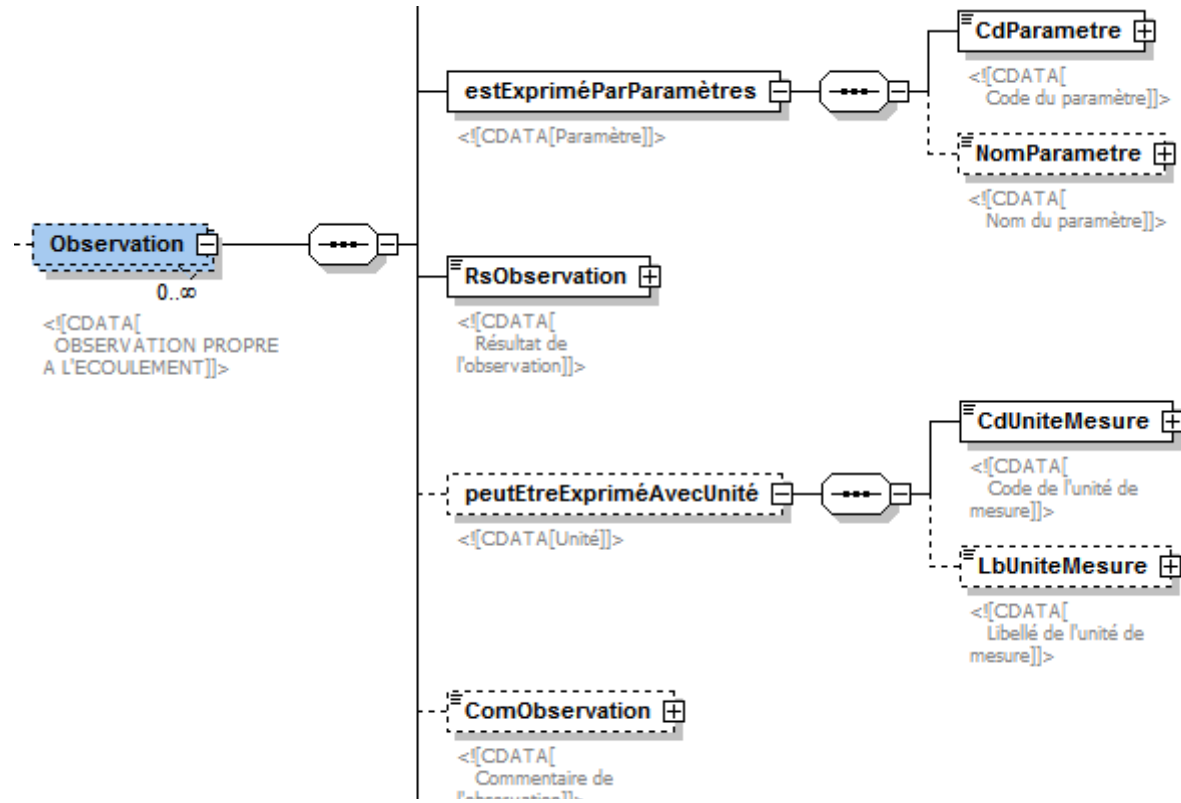 CdParametre
<![CDATA[
Code du paramètre]]>
estExpriméParParamètres
<![CDATA[Paramètre]]>
NomParametre
<![CDATA[
Nom du paramètre]]>
Observation
0..∞
<![CDATA[
OBSERVATION PROPRE
A L'ECOULEMENT]]>
RsObservation
<![CDATA[
Résultat de
l'observation]]>
CdUniteMesure
<![CDATA[
Code de l'unité de
mesure]]>
peutEtreExpriméAvecUnité
<![CDATA[Unité]]>
LbUniteMesure
<![CDATA[
Libellé de l'unité de
mesure]]>
ComObservation
<![CDATA[
Commentaire de
l'observation]]>